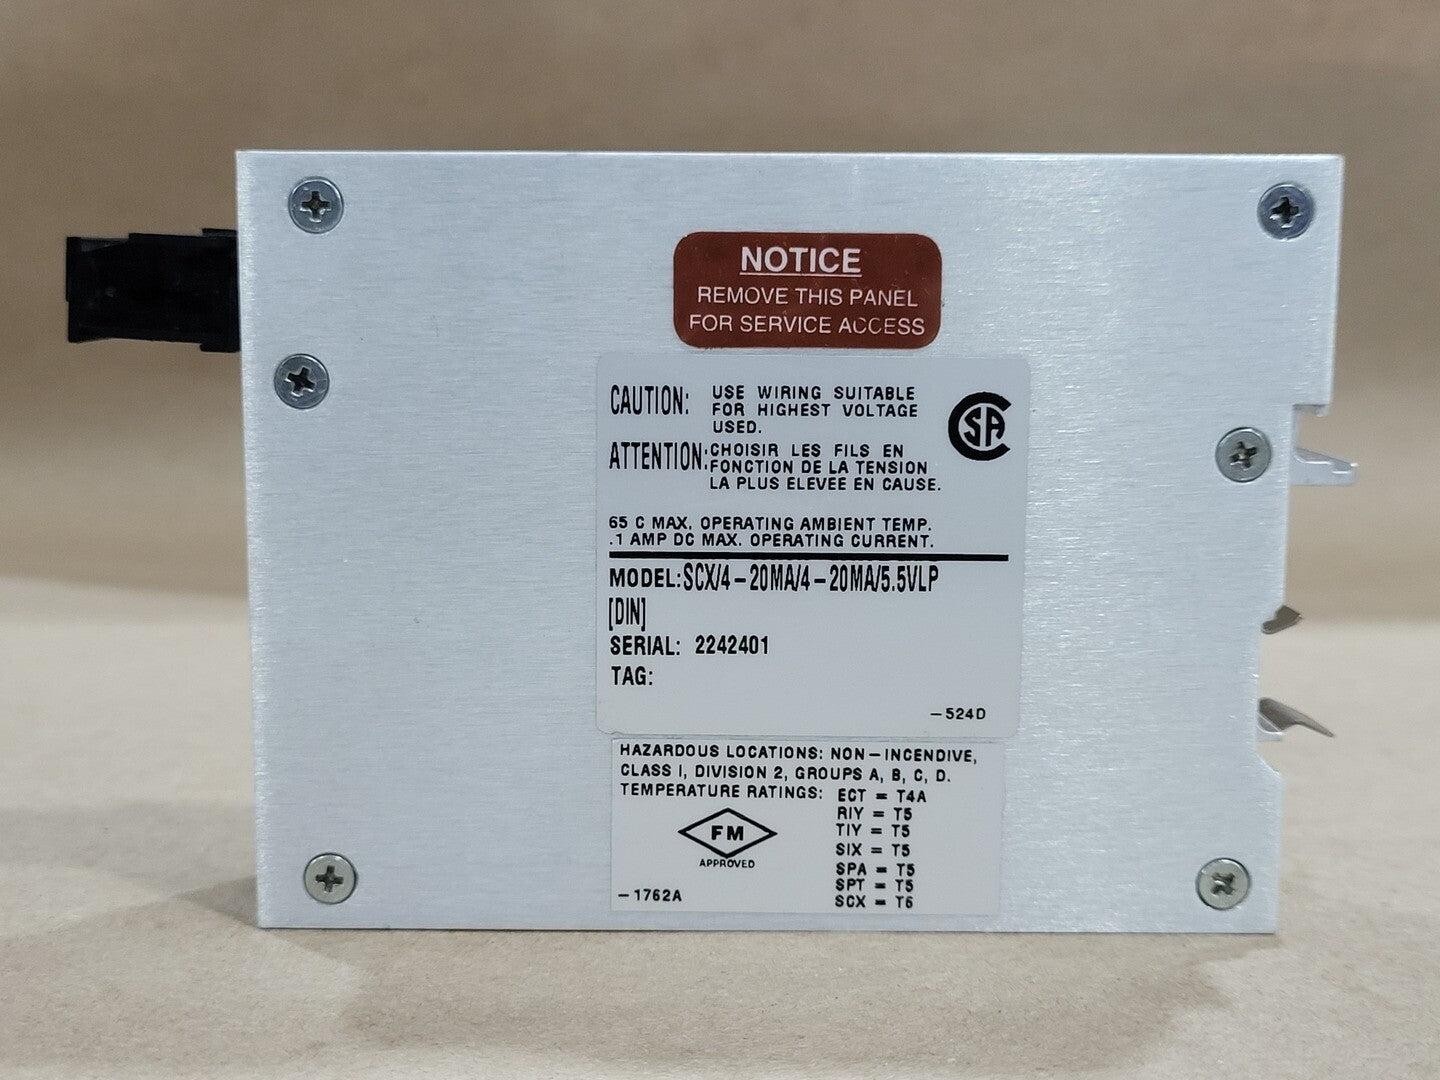 NOTICE
REMOVE THIS PANEL
FOR SERVICE ACCESS
CAUTION: USE WIRING SUITABLE
FOR HIGHEST VOLTAGE
USED.
ATTENTION: CHOISIR LES FILS EN
FONCTION DE LA TENSION
LA PLUS ELEVEE EN CAUSE.
CSA
65 C MAX. OPERATING AMBIENT TEMP.
.1 AMP DC MAX. OPERATING CURRENT.
MODEL: SCX/4-20MA/4-20MA/5.5VLP
[DIN]
SERIAL: 2242401
TAG:
-524D
HAZARDOUS LOCATIONS: NON-INCENDIVE,
CLASS I, DIVISION 2, GROUPS A, B, C, D.
TEMPERATURE RATINGS: ECT = T4A
RIY = T5
TIY = T5
SIX = T5
SPA = T5
SPT = T5
SCX = T6
FM
APPROVED
-1762A